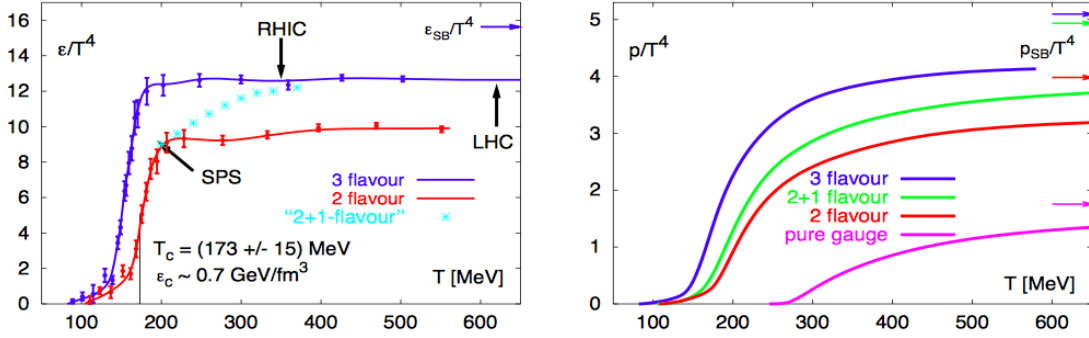 16
14
12
10
8
6
4
2
0
ε/T⁴
RHIC
ε_SB/T⁴
LHC
SPS
3 flavour
2 flavour
“2+1-flavour”
T_c = (173 +/- 15) MeV
ε_c ~ 0.7 GeV/fm³
T [MeV]
100 200 300 400 500 600
5
4
3
2
1
0
p/T⁴
p_SB/T⁴
3 flavour
2+1 flavour
2 flavour
pure gauge
T [MeV]
100 200 300 400 500 600